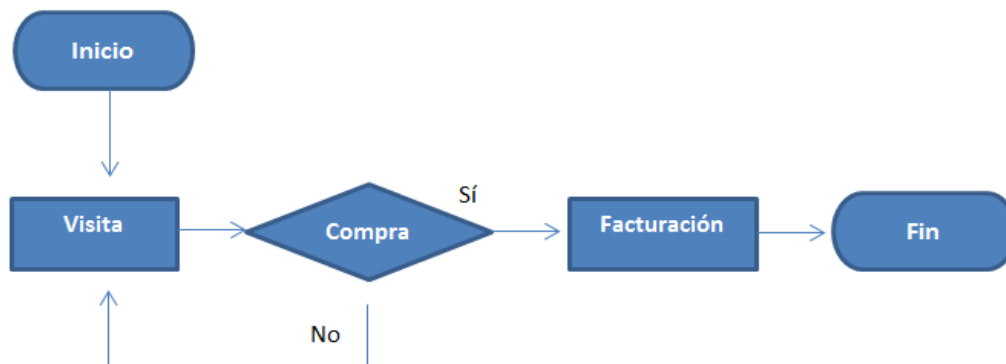 Inicio
Visita
Compra
Sí
Facturación
Fin
No